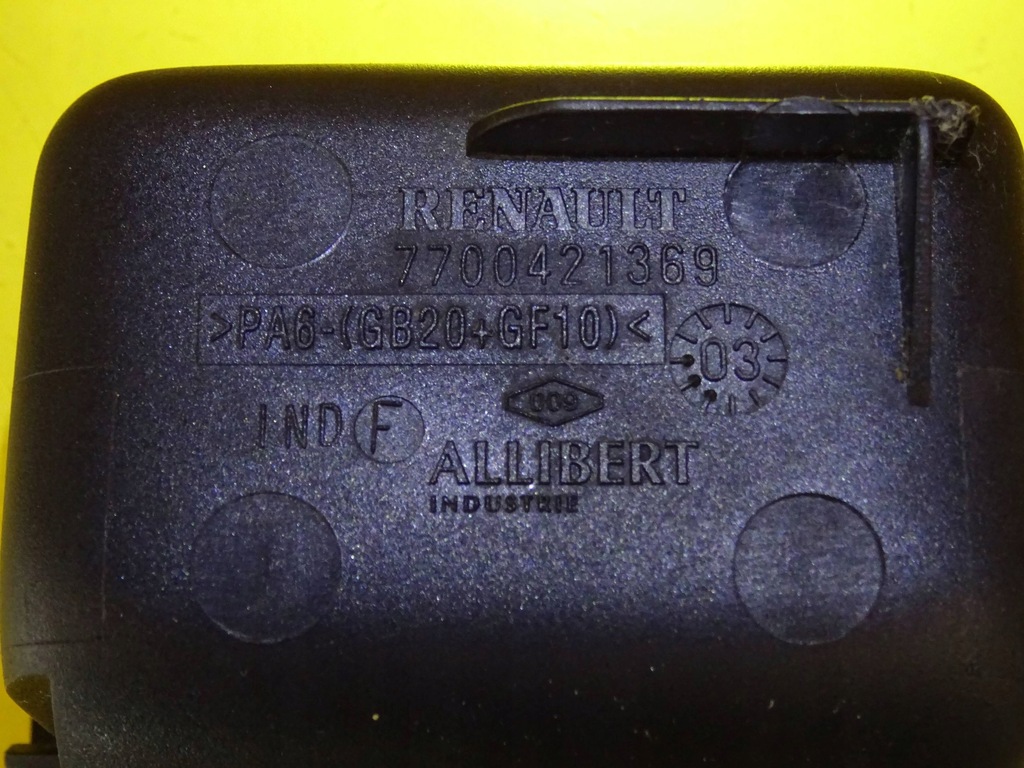 RENAULT
7700421369
>PA6-(GB20+GF10)<
03
009
IND F
ALLIBERT
INDUSTRIE